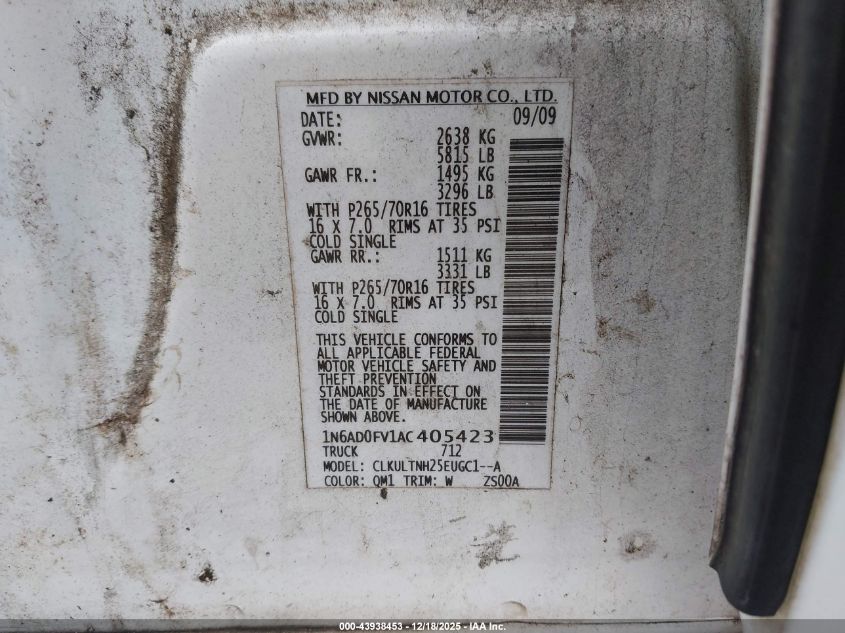 MFD BY NISSAN MOTOR CO., LTD.
DATE: 09/09
GVWR: 2638 KG
5815 LB
GAWR FR.: 1495 KG
3296 LB
WITH P265/70R16 TIRES
16 X 7.0 RIMS AT 35 PSI
COLD SINGLE
GAWR RR.: 1511 KG
3331 LB
WITH P265/70R16 TIRES
16 X 7.0 RIMS AT 35 PSI
COLD SINGLE
THIS VEHICLE CONFORMS TO
ALL APPLICABLE FEDERAL
MOTOR VEHICLE SAFETY AND
THEFT PREVENTION
STANDARDS IN EFFECT ON
THE DATE OF MANUFACTURE
SHOWN ABOVE.
1N6AD0FV1AC405423
TRUCK 712
MODEL: CLKULTNH25EUGC1--A
COLOR: QM1 TRIM: W ZS00A
000-43938453 - 12/18/2025 - IAA Inc.